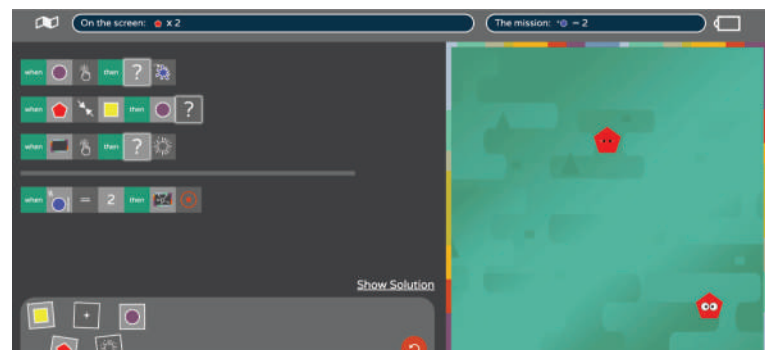 On the screen: x 2
The mission: = 2
when then ?
when then ?
when then ?
when = 2 then
Show Solution
+